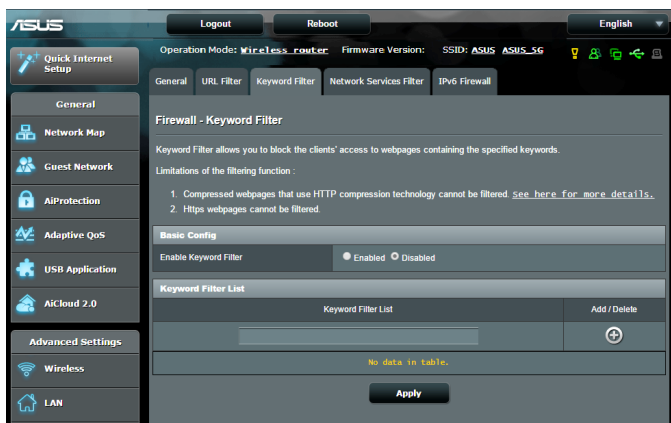 ASUS
Logout
Reboot
English
Quick Internet
Setup
General
Network Map
Guest Network
AiProtection
Adaptive QoS
USB Application
AiCloud 2.0
Advanced Settings
Wireless
LAN
Operation Mode: Wireless router Firmware Version: SSID: ASUS ASUS_5G
General
URL Filter
Keyword Filter
Network Services Filter
IPv6 Firewall
Firewall - Keyword Filter
Keyword Filter allows you to block the clients' access to webpages containing the specified keywords.
Limitations of the filtering function :
1. Compressed webpages that use HTTP compression technology cannot be filtered. See here for more details.
2. Https webpages cannot be filtered.
Basic Config
Enable Keyword Filter
Enabled Disabled
Keyword Filter List
Keyword Filter List
Add / Delete
No data in table.
Apply